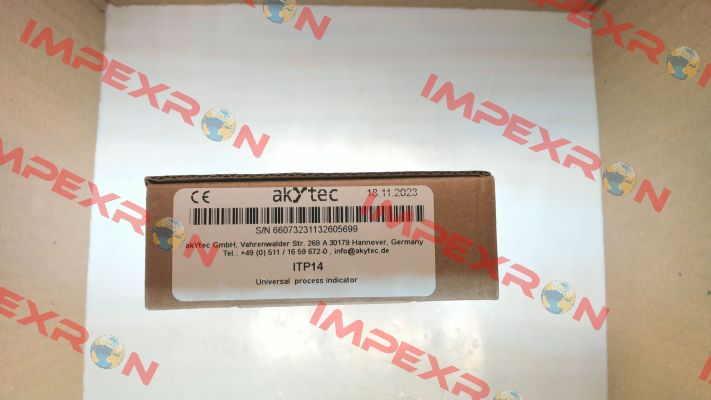 CE akYtec 18.11.2023
S/N 66073231132605699
akYtec GmbH, Vahrenwalder Str. 269 A 30179 Hannover, Germany
Tel.: +49 (0) 511 / 16 59 672-0 , info@akytec.de
ITP14
Universal process indicator
IMPEXRON
IMPEXRON
IMPEXRON
IMPEXRON
IMPEXRON
IMPEXRON
IMPEXRON